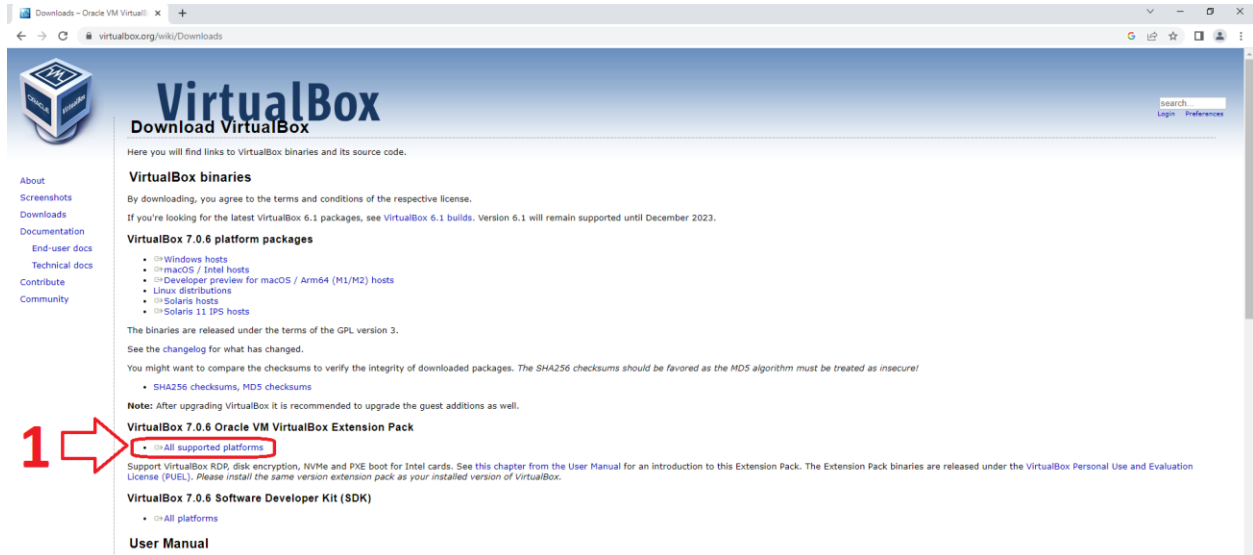 Downloads – Oracle VM Virtuall
virtualbox.org/wiki/Downloads
VirtualBox
search...
Login Preferences
Download VirtualBox
Here you will find links to VirtualBox binaries and its source code.
About
Screenshots
Downloads
Documentation
End-user docs
Technical docs
Contribute
Community
VirtualBox binaries
By downloading, you agree to the terms and conditions of the respective license.
If you're looking for the latest VirtualBox 6.1 packages, see VirtualBox 6.1 builds. Version 6.1 will remain supported until December 2023.
VirtualBox 7.0.6 platform packages
Windows hosts
macOS / Intel hosts
Developer preview for macOS / Arm64 (M1/M2) hosts
Linux distributions
Solaris hosts
Solaris 11 IPS hosts
The binaries are released under the terms of the GPL version 3.
See the changelog for what has changed.
You might want to compare the checksums to verify the integrity of downloaded packages. The SHA256 checksums should be favored as the MD5 algorithm must be treated as insecure!
SHA256 checksums, MD5 checksums
Note: After upgrading VirtualBox it is recommended to upgrade the guest additions as well.
VirtualBox 7.0.6 Oracle VM VirtualBox Extension Pack
1
All supported platforms
Support VirtualBox RDP, disk encryption, NVMe and PXE boot for Intel cards. See this chapter from the User Manual for an introduction to this Extension Pack. The Extension Pack binaries are released under the VirtualBox Personal Use and Evaluation
License (PUEL). Please install the same version extension pack as your installed version of VirtualBox.
VirtualBox 7.0.6 Software Developer Kit (SDK)
All platforms
User Manual